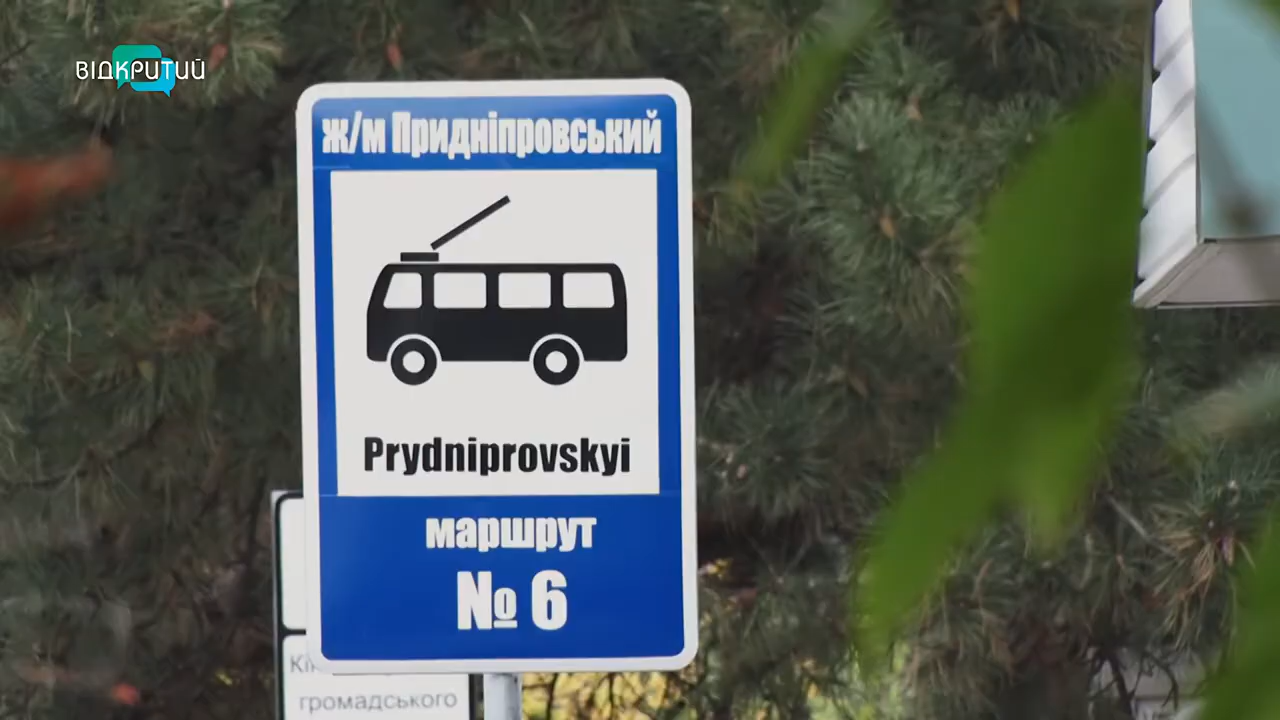 ВІДКРИТИЙ
ж/м Придніпровський
Prydniprovskyi
маршрут
№ 6
громадського